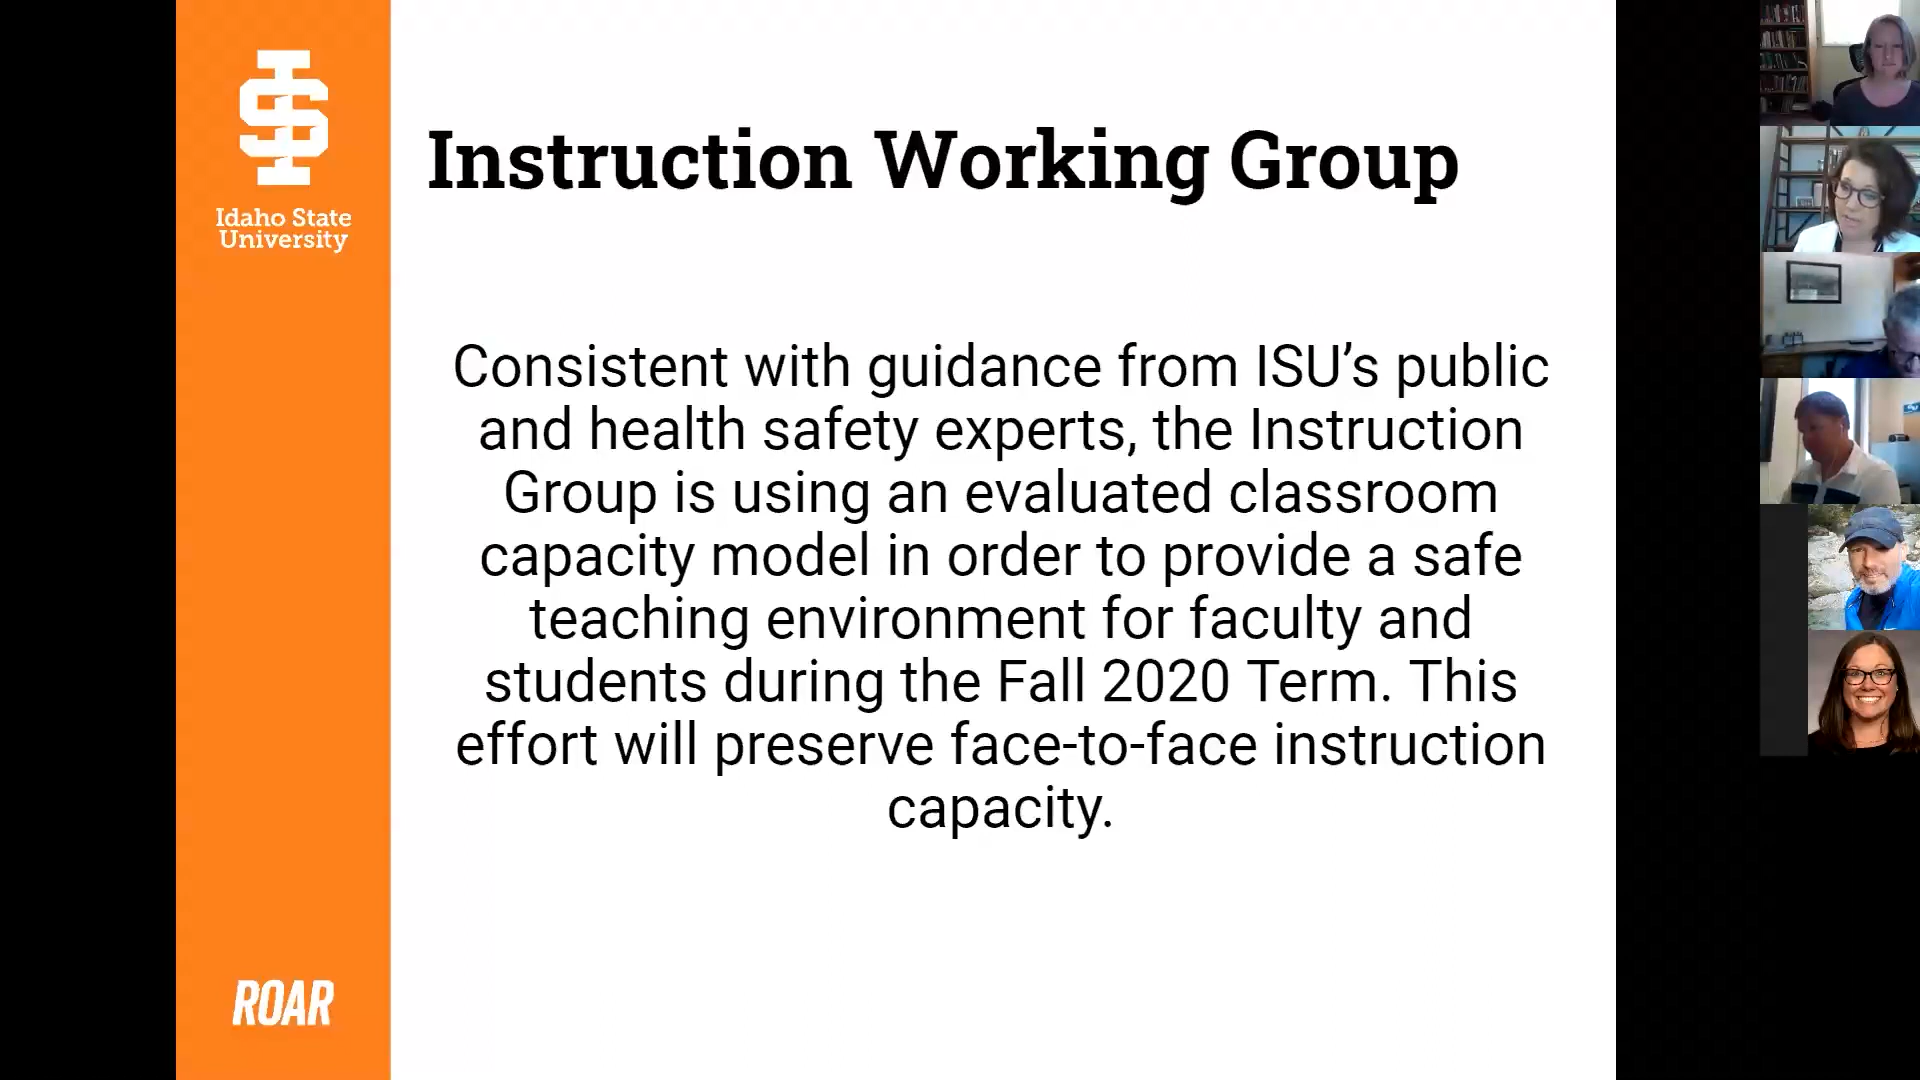 Idaho State
University
Instruction Working Group
Consistent with guidance from ISU’s public
and health safety experts, the Instruction
Group is using an evaluated classroom
capacity model in order to provide a safe
teaching environment for faculty and
students during the Fall 2020 Term. This
effort will preserve face-to-face instruction
capacity.
ROAR